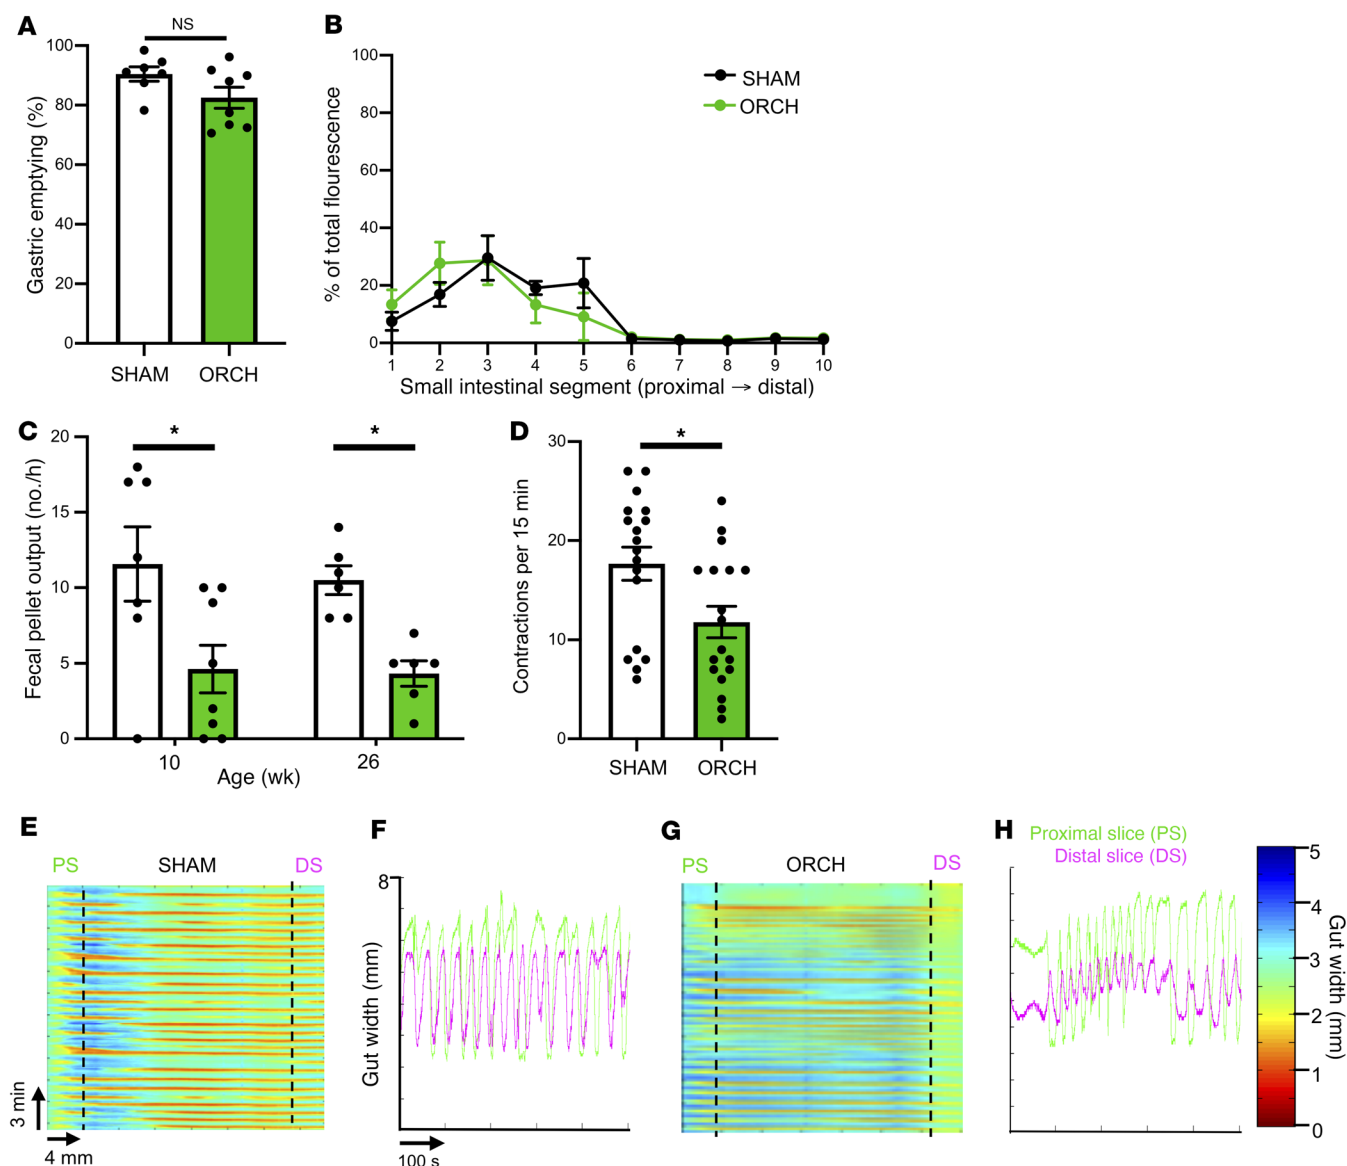 A
NS
Gastric emptying (%)
100
80
60
40
20
0
SHAM
ORCH
B
% of total flourescence
100
80
60
40
20
0
SHAM
ORCH
1 2 3 4 5 6 7 8 9 10
Small intestinal segment (proximal → distal)
C
Fecal pellet output (no./h)
20
15
10
5
0
*
*
10
26
Age (wk)
D
Contractions per 15 min
30
20
10
0
*
SHAM
ORCH
E
PS
SHAM
DS
3 min
4 mm
F
8
Gut width (mm)
100 s
G
PS
ORCH
DS
H
Proximal slice (PS)
Distal slice (DS)
5
4
3
2
1
0
Gut width (mm)